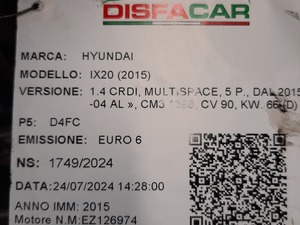 DISFACAR
MARCA: HYUNDAI
MODELLO: IX20 (2015)
VERSIONE: 1.4 CRDI, MULTISPACE, 5 P., DAL 2015
-04 AL », CM3 1396, CV 90, KW. 66 (D)
P5: D4FC
EMISSIONE: EURO 6
NS: 1749/2024
DATA:24/07/2024 14:28:00
ANNO IMM: 2015
Motore N.M:EZ126974